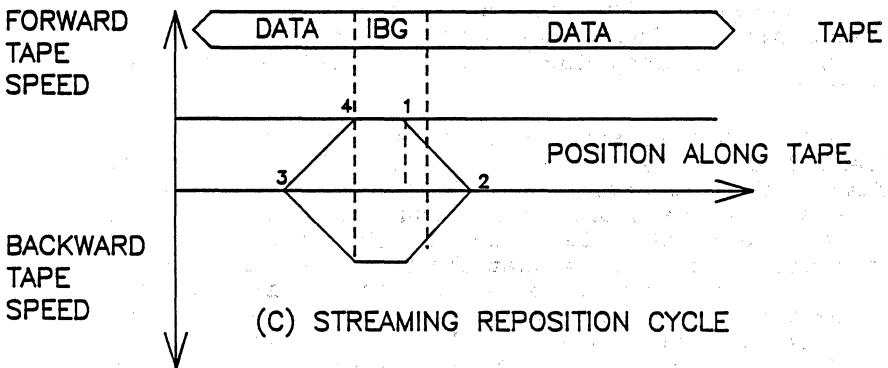 FORWARD
TAPE
SPEED
DATA IBG DATA
TAPE
4 1
POSITION ALONG TAPE
3 2
BACKWARD
TAPE
SPEED
(C) STREAMING REPOSITION CYCLE